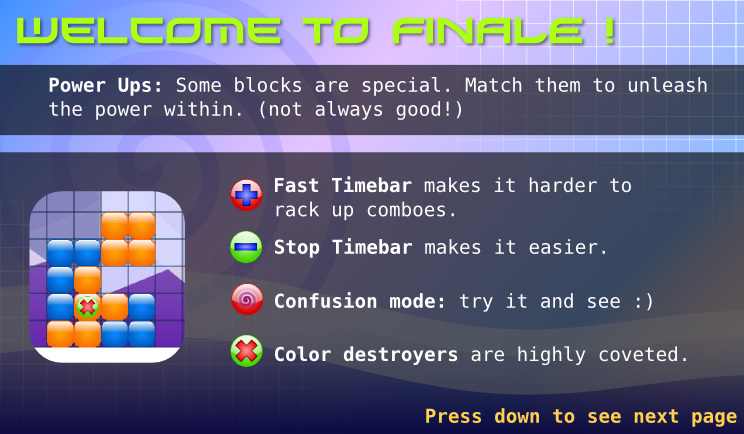 WELCOME TO FINALE !
Power Ups: Some blocks are special. Match them to unleash
the power within. (not always good!)
Fast Timebar makes it harder to
rack up comboes.
Stop Timebar makes it easier.
Confusion mode: try it and see :)
Color destroyers are highly coveted.
Press down to see next page